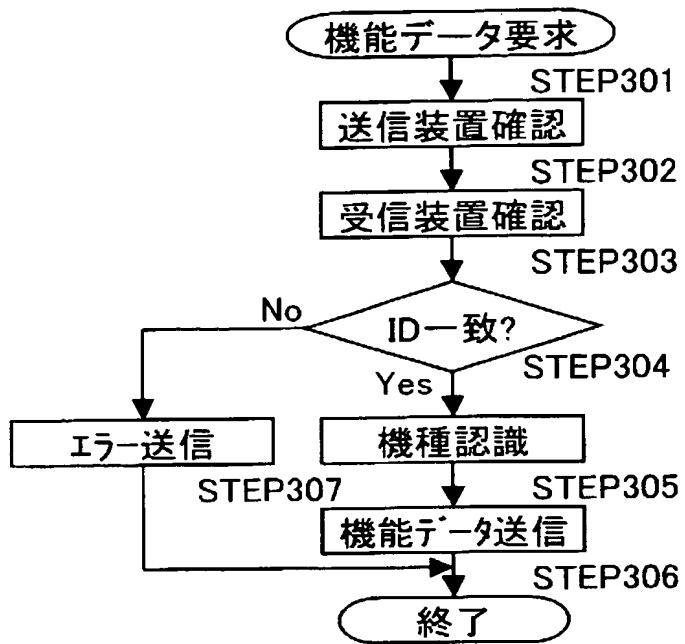 機能データ要求
STEP301
送信装置確認
STEP302
受信装置確認
STEP303
No
ID一致?
STEP304
Yes
エラー送信
機種認識
STEP307
STEP305
機能データ送信
STEP306
終了